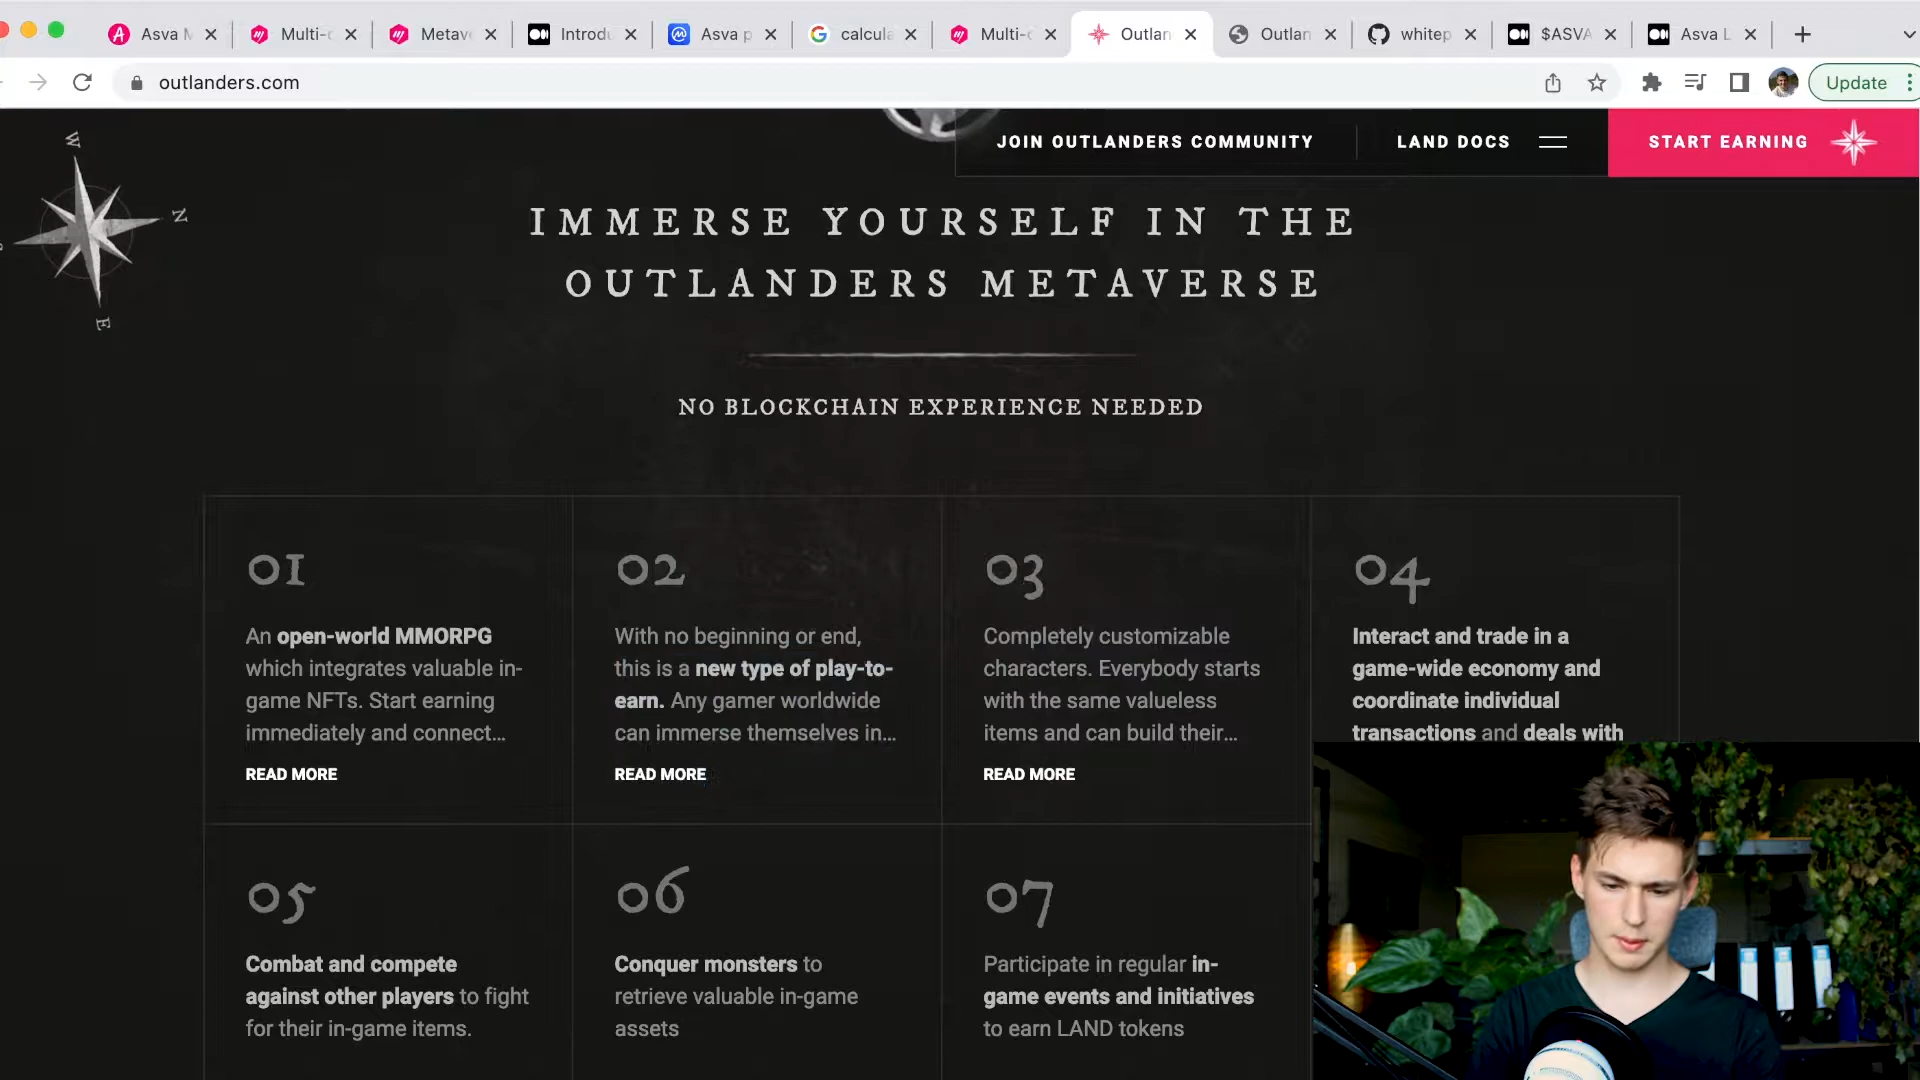 Asva M
Multi-c
Metav
Introdu
Asva p
calcula
Multi-c
Outlan
Outlan
whitep
$ASVA
Asva L
outlanders.com
Update
JOIN OUTLANDERS COMMUNITY
LAND DOCS
START EARNING
W
N
E
IMMERSE YOURSELF IN THE
OUTLANDERS METAVERSE
NO BLOCKCHAIN EXPERIENCE NEEDED
01
An open-world MMORPG
which integrates valuable in-
game NFTs. Start earning
immediately and connect...
READ MORE
02
With no beginning or end,
this is a new type of play-to-
earn. Any gamer worldwide
can immerse themselves in...
READ MORE
03
Completely customizable
characters. Everybody starts
with the same valueless
items and can build their...
READ MORE
04
Interact and trade in a
game-wide economy and
coordinate individual
transactions and deals with
05
Combat and compete
against other players to fight
for their in-game items.
06
Conquer monsters to
retrieve valuable in-game
assets
07
Participate in regular in-
game events and initiatives
to earn LAND tokens